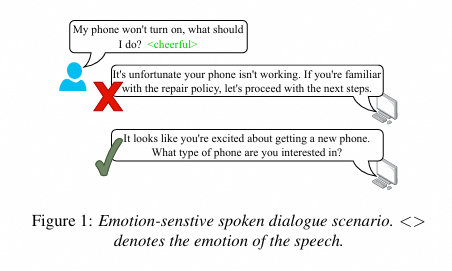 My phone won't turn on, what should
I do? <cheerful>
It's unfortunate your phone isn't working. If you're familiar
with the repair policy, let's proceed with the next steps.
It looks like you're excited about getting a new phone.
What type of phone are you interested in?
Figure 1: Emotion-senstive spoken dialogue scenario. <>
denotes the emotion of the speech.